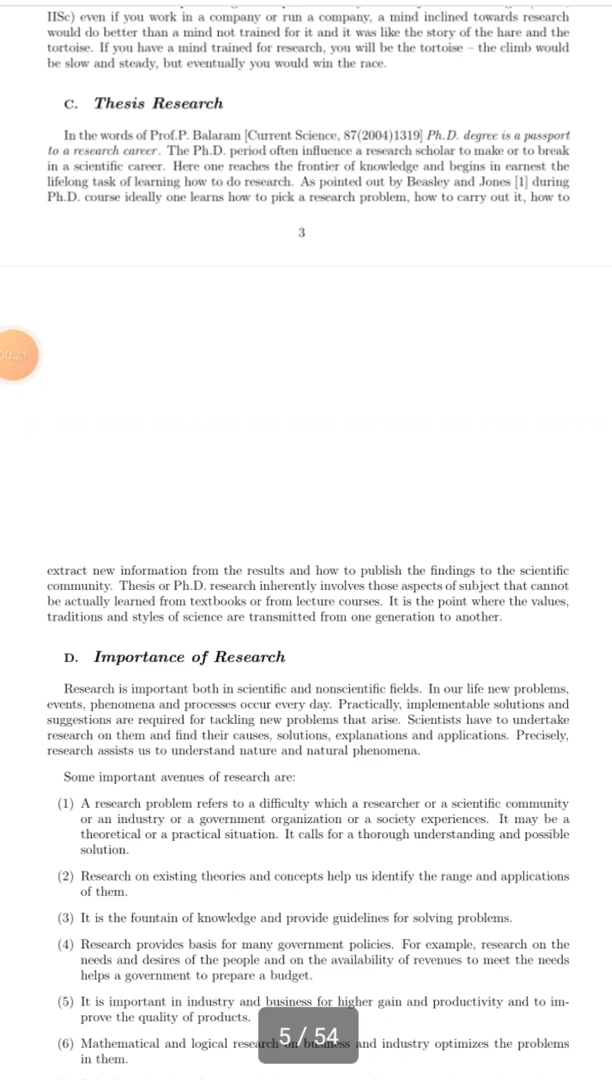 IISc) even if you work in a company or run a company, a mind inclined towards research
would do better than a mind not trained for it and it was like the story of the hare and the
tortoise. If you have a mind trained for research, you will be the tortoise – the climb would
be slow and steady, but eventually you would win the race.
C. Thesis Research
In the words of Prof.P. Balaram [Current Science, 87(2004)1319] Ph.D. degree is a passport
to a research career. The Ph.D. period often influence a research scholar to make or to break
in a scientific career. Here one reaches the frontier of knowledge and begins in earnest the
lifelong task of learning how to do research. As pointed out by Beasley and Jones [1] during
Ph.D. course ideally one learns how to pick a research problem, how to carry out it, how to
3
00:21
extract new information from the results and how to publish the findings to the scientific
community. Thesis or Ph.D. research inherently involves those aspects of subject that cannot
be actually learned from textbooks or from lecture courses. It is the point where the values,
traditions and styles of science are transmitted from one generation to another.
D. Importance of Research
Research is important both in scientific and nonscientific fields. In our life new problems,
events, phenomena and processes occur every day. Practically, implementable solutions and
suggestions are required for tackling new problems that arise. Scientists have to undertake
research on them and find their causes, solutions, explanations and applications. Precisely,
research assists us to understand nature and natural phenomena.
Some important avenues of research are:
(1) A research problem refers to a difficulty which a researcher or a scientific community
or an industry or a government organization or a society experiences. It may be a
theoretical or a practical situation. It calls for a thorough understanding and possible
solution.
(2) Research on existing theories and concepts help us identify the range and applications
of them.
(3) It is the fountain of knowledge and provide guidelines for solving problems.
(4) Research provides basis for many government policies. For example, research on the
needs and desires of the people and on the availability of revenues to meet the needs
helps a government to prepare a budget.
(5) It is important in industry and business for higher gain and productivity and to im-
prove the quality of products.
5 / 54
(6) Mathematical and logical research on business and industry optimizes the problems
in them.